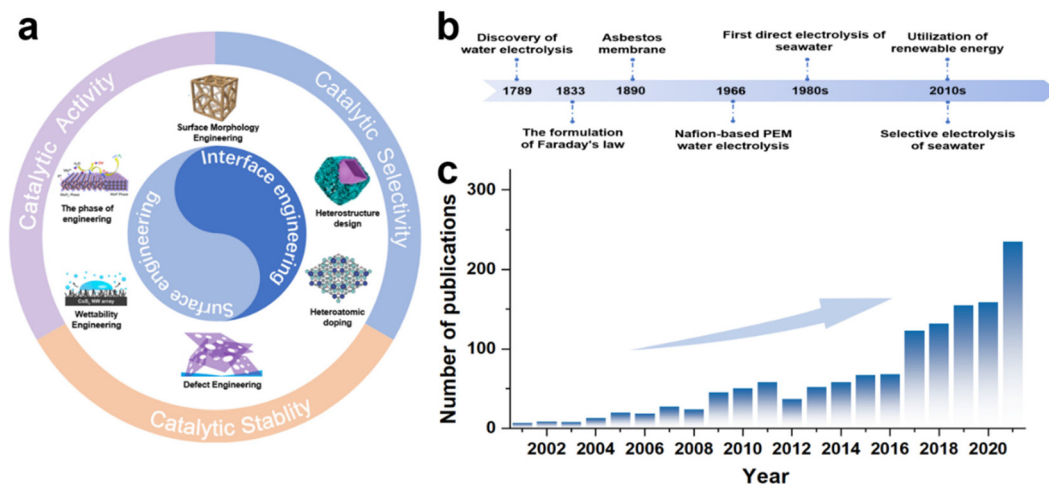 a
Catalytic Activity
Catalytic Selectivity
Catalytic Stablity
Interface engineering
Surface engineering
Surface Morphology
Engineering
The phase of
engineering
Heterostructure
design
CoS₂ NW array
Wettability
Engineering
Heteroatomic
doping
Defect Engineering
b
Discovery of
water electrolysis
Asbestos
membrane
First direct electrolysis of
seawater
Utilization of
renewable energy
1789
1833
1890
1966
1980s
2010s
The formulation
of Faraday's law
Nafion-based PEM
water electrolysis
Selective electrolysis
of seawater
c
Number of publications
300
200
100
0
2002
2004
2006
2008
2010
2012
2014
2016
2018
2020
Year